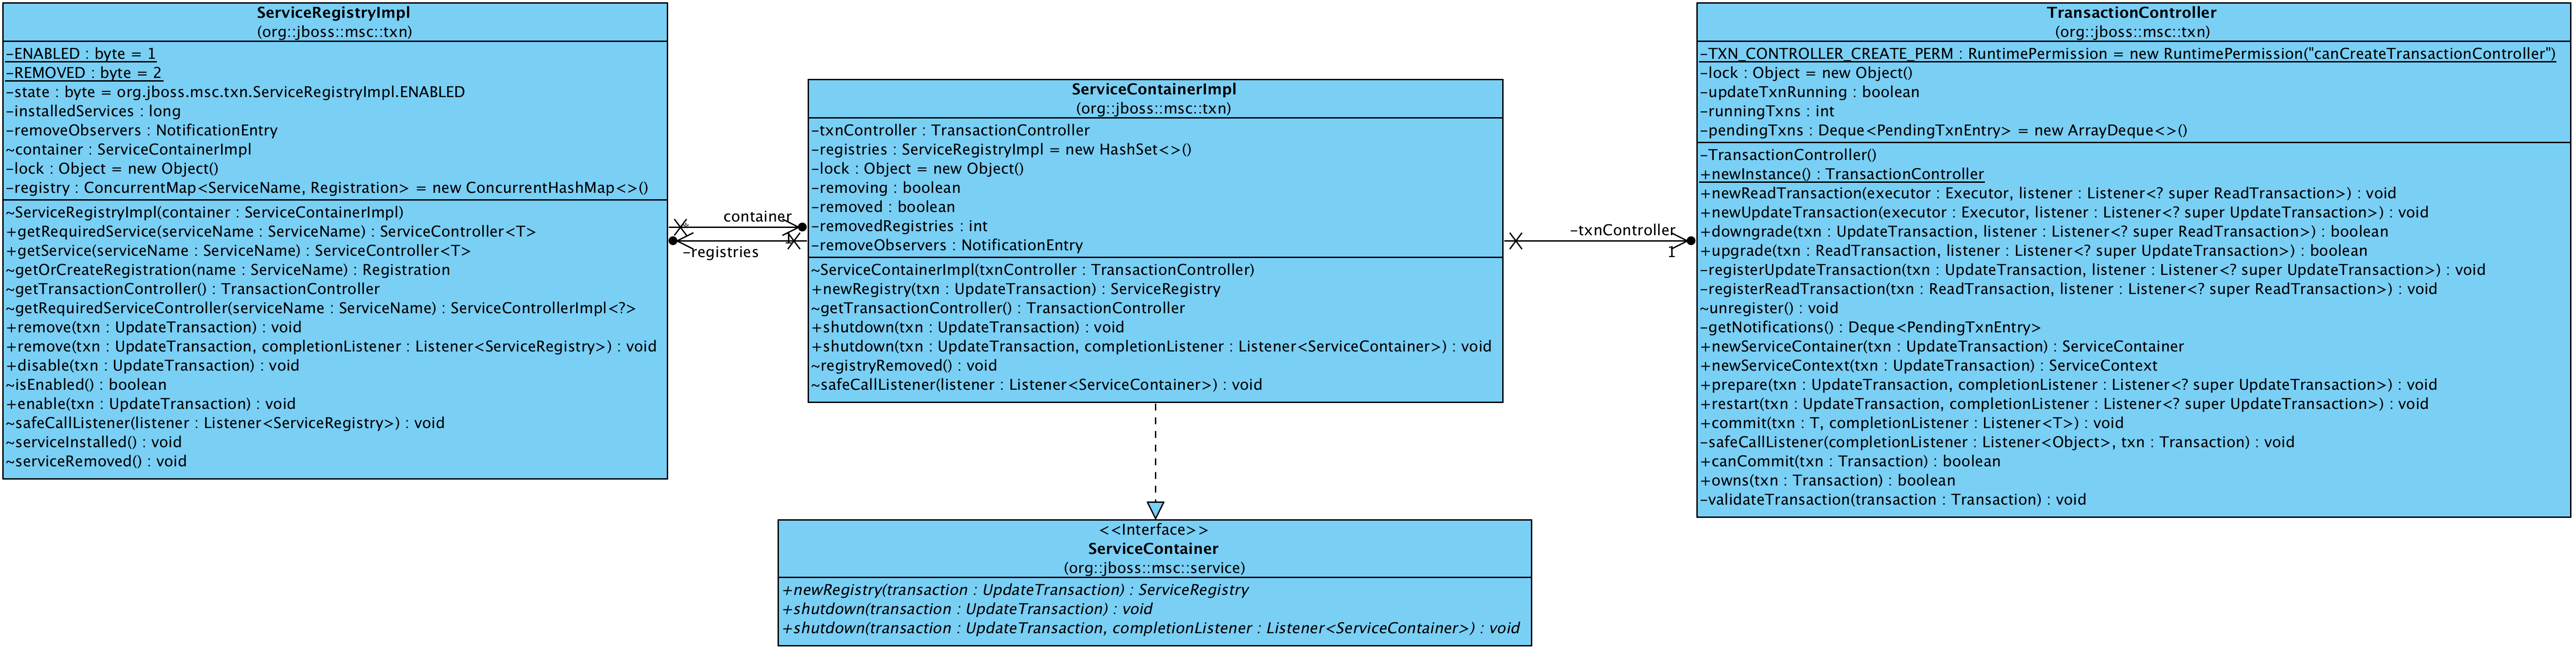 ServiceRegistryImpl
(org::jboss::msc::txn)
-ENABLED : byte = 1
-REMOVED : byte = 2
-state : byte = org.jboss.msc.txn.ServiceRegistryImpl.ENABLED
-installedServices : long
-removeObservers : NotificationEntry
~container : ServiceContainerImpl
-lock : Object = new Object()
-registry : ConcurrentMap<ServiceName, Registration> = new ConcurrentHashMap<>()
~ServiceRegistryImpl(container : ServiceContainerImpl)
+getRequiredService(serviceName : ServiceName) : ServiceController<T>
+getService(serviceName : ServiceName) : ServiceController<T>
~getOrCreateRegistration(name : ServiceName) : Registration
~getTransactionController() : TransactionController
~getRequiredServiceController(serviceName : ServiceName) : ServiceControllerImpl<?>
+remove(txn : UpdateTransaction) : void
+remove(txn : UpdateTransaction, completionListener : Listener<ServiceRegistry>) : void
+disable(txn : UpdateTransaction) : void
~isEnabled() : boolean
+enable(txn : UpdateTransaction) : void
~safeCallListener(listener : Listener<ServiceRegistry>) : void
~serviceInstalled() : void
~serviceRemoved() : void
container
1
-registries
ServiceContainerImpl
(org::jboss::msc::txn)
-txnController : TransactionController
-registries : ServiceRegistryImpl = new HashSet<>()
-lock : Object = new Object()
-removing : boolean
-removed : boolean
-removedRegistries : int
-removeObservers : NotificationEntry
~ServiceContainerImpl(txnController : TransactionController)
+newRegistry(txn : UpdateTransaction) : ServiceRegistry
~getTransactionController() : TransactionController
+shutdown(txn : UpdateTransaction) : void
+shutdown(txn : UpdateTransaction, completionListener : Listener<ServiceContainer>) : void
~registryRemoved() : void
~safeCallListener(listener : Listener<ServiceContainer>) : void
<<Interface>>
ServiceContainer
(org::jboss::msc::service)
+newRegistry(transaction : UpdateTransaction) : ServiceRegistry
+shutdown(transaction : UpdateTransaction) : void
+shutdown(transaction : UpdateTransaction, completionListener : Listener<ServiceContainer>) : void
-txnController
1
TransactionController
(org::jboss::msc::txn)
-TXN_CONTROLLER_CREATE_PERM : RuntimePermission = new RuntimePermission("canCreateTransactionController")
-lock : Object = new Object()
-updateTxnRunning : boolean
-runningTxns : int
-pendingTxns : Deque<PendingTxnEntry> = new ArrayDeque<>()
-TransactionController()
+newInstance() : TransactionController
+newReadTransaction(executor : Executor, listener : Listener<? super ReadTransaction>) : void
+newUpdateTransaction(executor : Executor, listener : Listener<? super UpdateTransaction>) : void
+downgrade(txn : UpdateTransaction, listener : Listener<? super ReadTransaction>) : boolean
+upgrade(txn : ReadTransaction, listener : Listener<? super UpdateTransaction>) : boolean
-registerUpdateTransaction(txn : UpdateTransaction, listener : Listener<? super UpdateTransaction>) : void
-registerReadTransaction(txn : ReadTransaction, listener : Listener<? super ReadTransaction>) : void
~unregister() : void
-getNotifications() : Deque<PendingTxnEntry>
+newServiceContainer(txn : UpdateTransaction) : ServiceContainer
+newServiceContext(txn : UpdateTransaction) : ServiceContext
+prepare(txn : UpdateTransaction, completionListener : Listener<? super UpdateTransaction>) : void
+restart(txn : UpdateTransaction, completionListener : Listener<? super UpdateTransaction>) : void
+commit(txn : T, completionListener : Listener<T>) : void
-safeCallListener(completionListener : Listener<Object>, txn : Transaction) : void
+canCommit(txn : Transaction) : boolean
+owns(txn : Transaction) : boolean
-validateTransaction(transaction : Transaction) : void